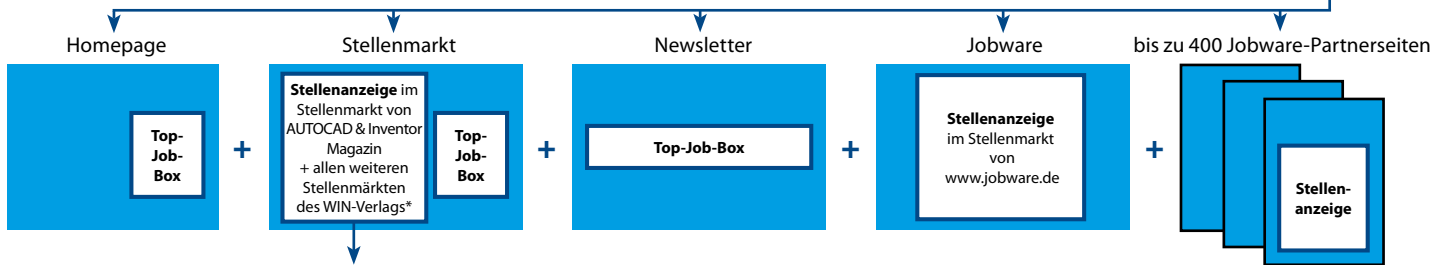 Homepage
Stellenmarkt
Newsletter
Jobware
bis zu 400 Jobware-Partnerseiten
Top-
Job-
Box
+
Stellenanzeige im
Stellenmarkt von
AUTOCAD & Inventor
Magazin
+ allen weiteren
Stellenmärkten
des WIN-Verlags*
Top-
Job-
Box
+
Top-Job-Box
+
Stellenanzeige
im Stellenmarkt
von
www.jobware.de
+
Stellen-
anzeige